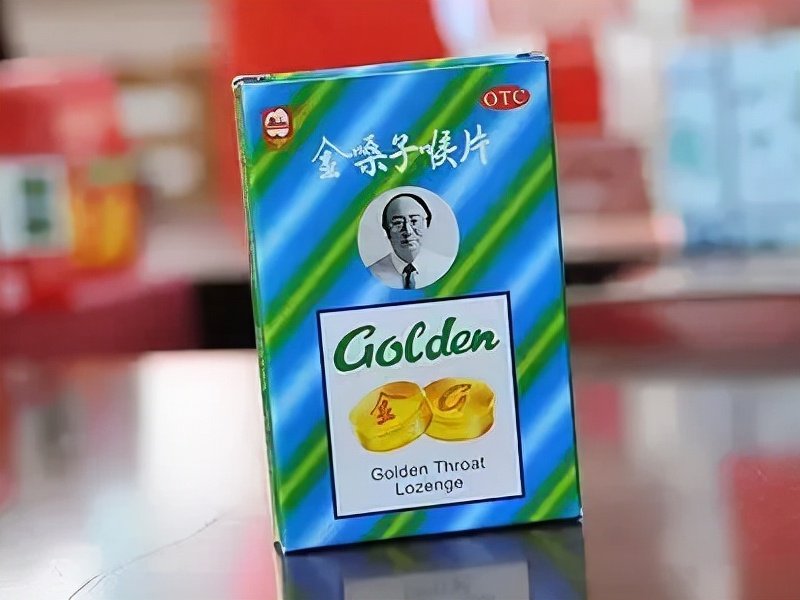 OTC
金嗓子喉片
Golden
金 G
Golden Throat
Lozenge